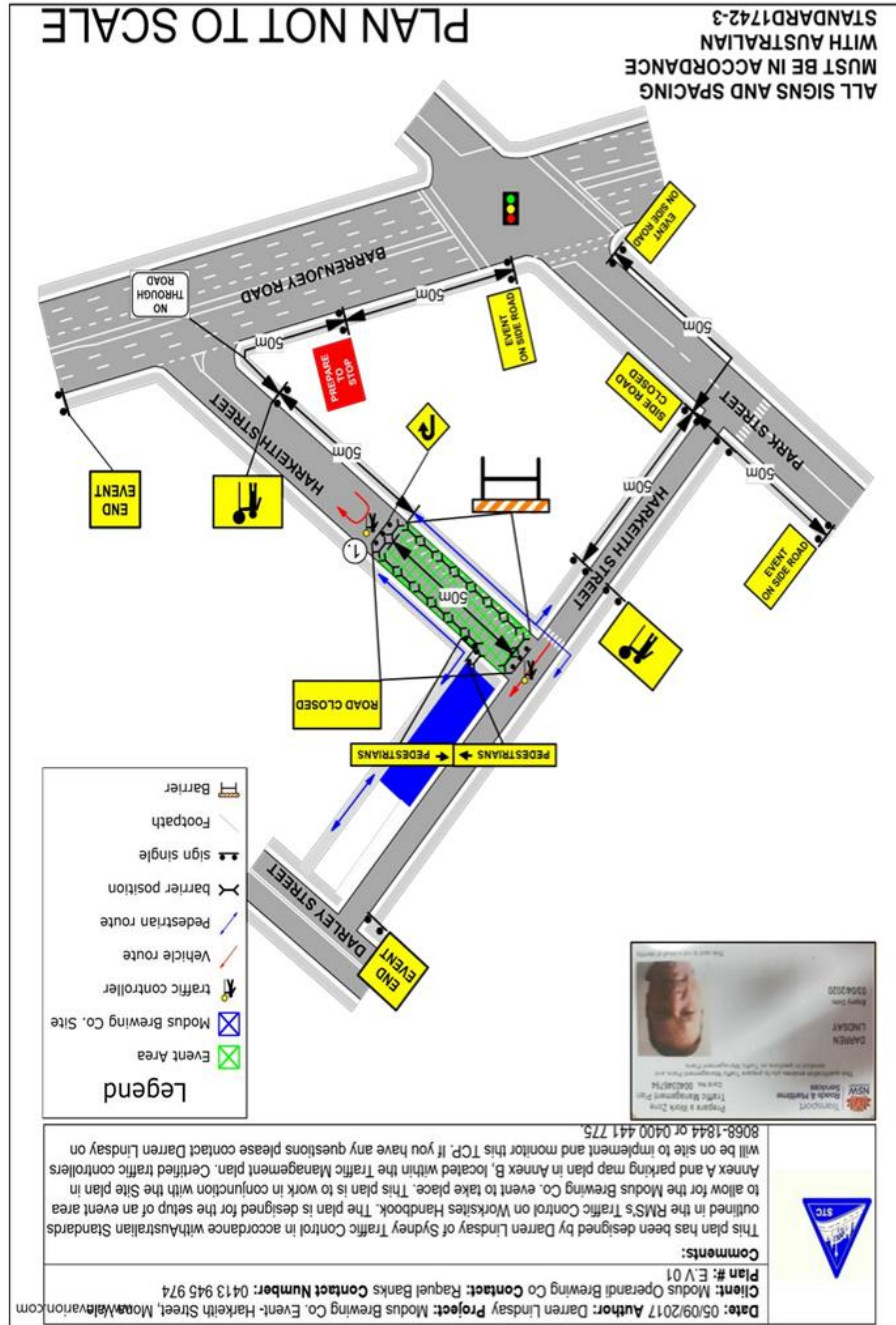 Date: 05/09/2017 Author: Darren Lindsay Project: Modus Brewing Co. Event- Harkeith Street,
Client: Modus Operandi Brewing Co Contact: Raquel Banks Contact Number: 0413 945 974
Plan #: E.V 01
Comments:
This plan has been designed by Darren Lindsay of Sydney Traffic Control in accordance withAustralian Standards
outlined in the RMS's Traffic Control on Worksites Handbook. The plan is designed for the setup of an event area
to allow for the Modus Brewing Co. event to take place. This plan is to work in conjunction with the Site plan in
Annex A and parking map plan in Annex B, located within the Traffic Management plan. Certified traffic controllers
will be on site to implement and monitor this TCP. If you have any questions please contact Darren Lindsay on
8068-1844 or 0400 441 775.
STC
Transport
Roads & Maritime
Services
NSW
Prepare a Work Zone
Traffic Management Plan
Card No.
DARREN
LINDSAY
Expiry Date
03/04/2020
Legend
Event Area
Modus Brewing Co. Site
traffic controller
Vehicle route
Pedestrian route
barrier position
sign single
Footpath
Barrier
END
EVENT
DARLEY STREET
PEDESTRIANS
PEDESTRIANS
ROAD CLOSED
HARKEITH STREET
EVENT
ON SIDE ROAD
50m
50m
50m
1.
HARKEITH STREET
50m
END
EVENT
PARK STREET
SIDE ROAD
CLOSED
50m
PREPARE
TO
STOP
50m
50m
EVENT
ON SIDE ROAD
NO
THROUGH
ROAD
BARRENJOEY ROAD
EVENT
ON SIDE ROAD
ALL SIGNS AND SPACING
MUST BE IN ACCORDANCE
WITH AUSTRALIAN
STANDARD1742-3
PLAN NOT TO SCALE